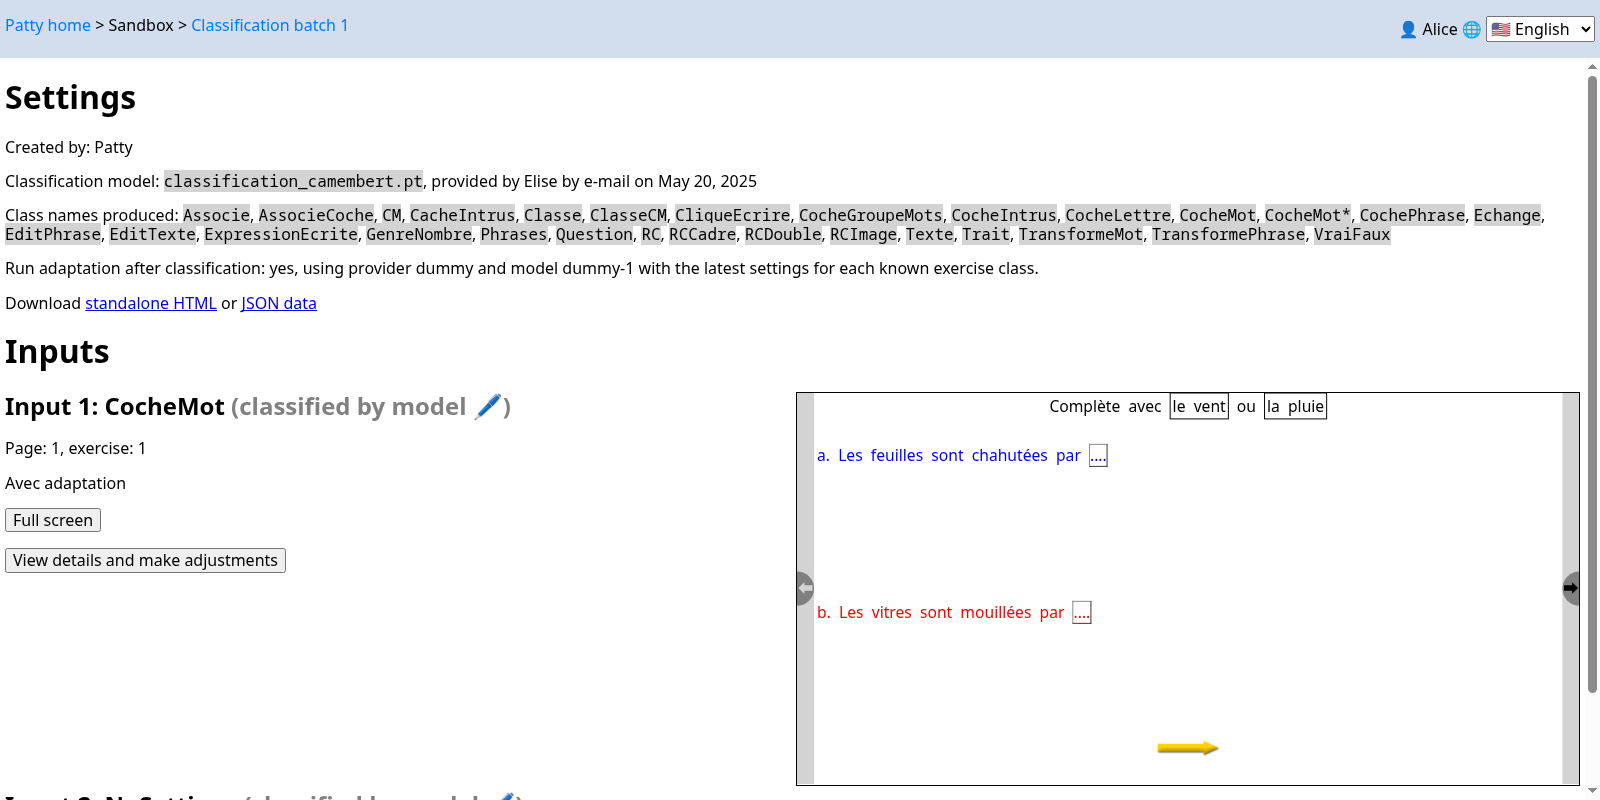 Patty home > Sandbox > Classification batch 1
👤 Alice 🌐 🇺🇸 English
Settings
Created by: Patty
Classification model: classification_camembert.pt, provided by Elise by e-mail on May 20, 2025
Class names produced: Associe, AssocieCoche, CM, CacheIntrus, Classe, ClasseCM, CliqueEcrire, CocheGroupeMots, CocheIntrus, CocheLettre, CocheMot, CocheMot*, CochePhrase, Echange,
EditPhrase, EditTexte, ExpressionEcrite, GenreNombre, Phrases, Question, RC, RCCadre, RCDouble, RCImage, Texte, Trait, TransformeMot, TransformePhrase, VraiFaux
Run adaptation after classification: yes, using provider dummy and model dummy-1 with the latest settings for each known exercise class.
Download standalone HTML or JSON data
Inputs
Input 1: CocheMot (classified by model 🖊️)
Page: 1, exercise: 1
Avec adaptation
Full screen
View details and make adjustments
Complète avec le vent ou la pluie
a. Les feuilles sont chahutées par ....
b. Les vitres sont mouillées par ....